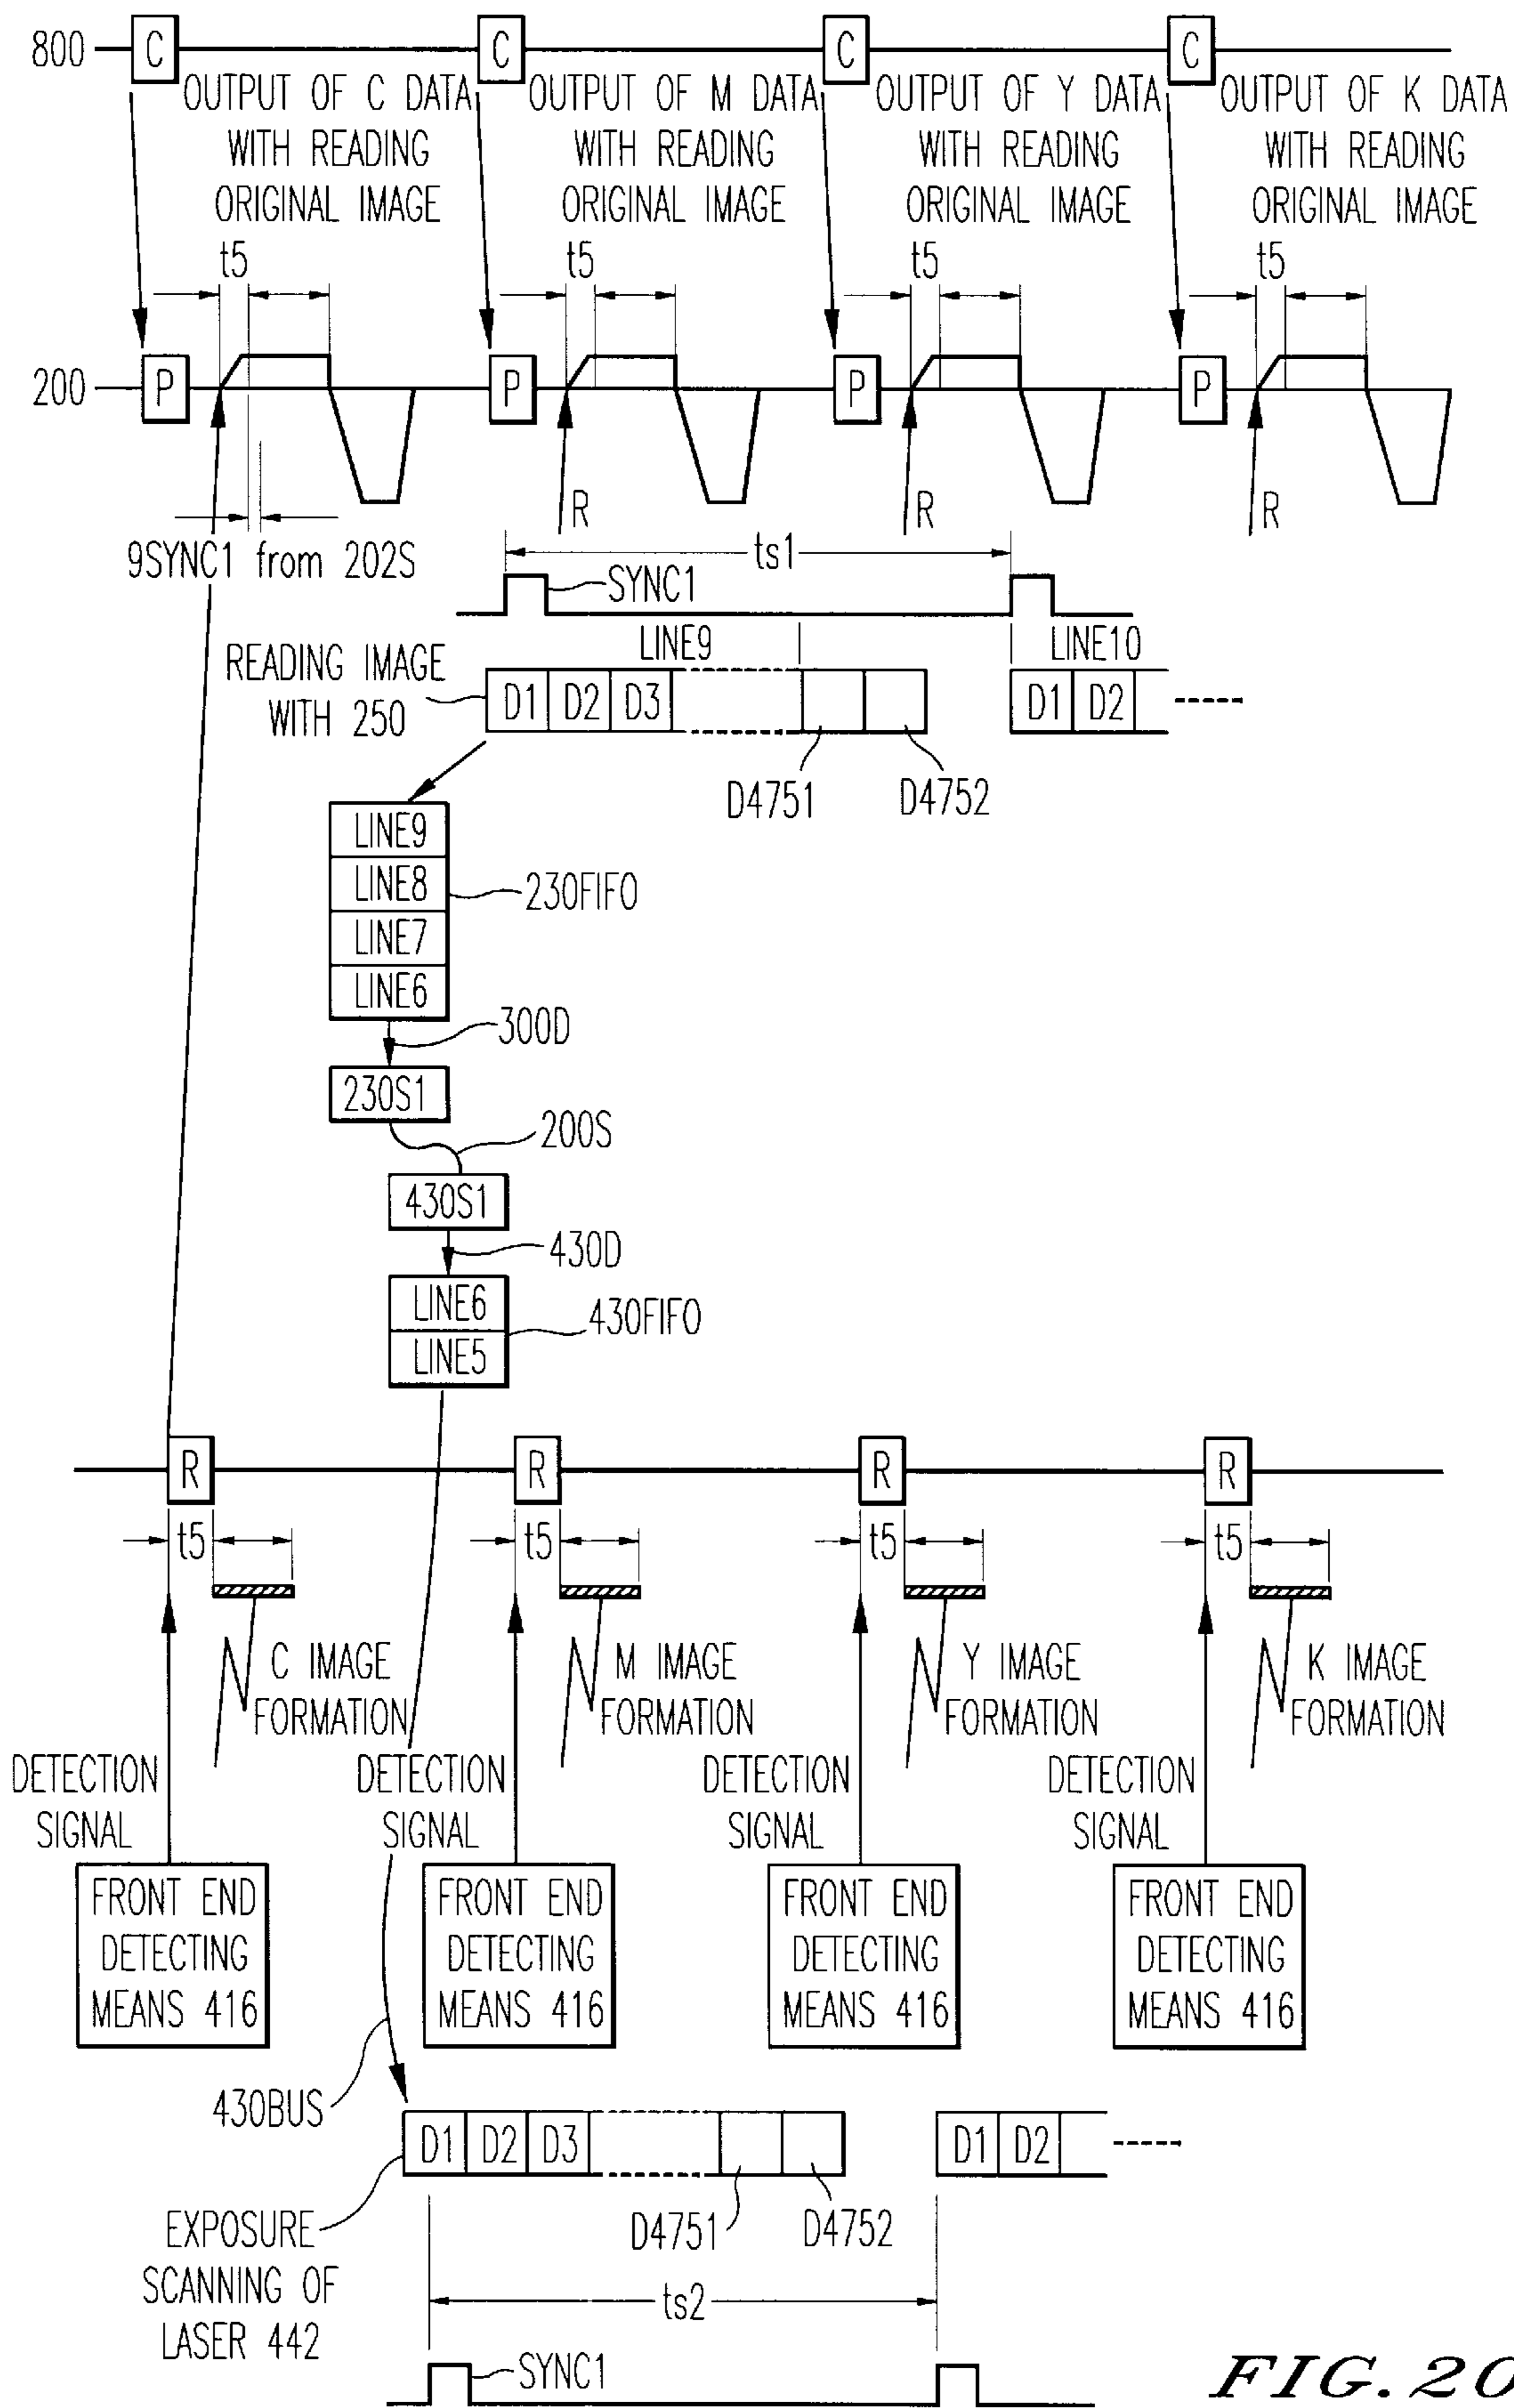 800 C C C C
OUTPUT OF C DATA OUTPUT OF M DATA OUTPUT OF Y DATA OUTPUT OF K DATA
WITH READING WITH READING WITH READING WITH READING
ORIGINAL IMAGE ORIGINAL IMAGE ORIGINAL IMAGE ORIGINAL IMAGE
t5 t5 t5 t5
200 P P P P
R R R
9SYNC1 from 202S
ts1
SYNC1
LINE9 LINE10
READING IMAGE
WITH 250
D1 D2 D3 D1 D2
D4751 D4752
LINE9
LINE8
LINE7
LINE6
230FIFO
300D
230S1
200S
430S1
430D
LINE6
LINE5
430FIFO
R R R R
t5 t5 t5 t5
C IMAGE M IMAGE Y IMAGE K IMAGE
FORMATION FORMATION FORMATION FORMATION
DETECTION DETECTION DETECTION DETECTION
SIGNAL SIGNAL SIGNAL SIGNAL
FRONT END FRONT END FRONT END FRONT END
DETECTING DETECTING DETECTING DETECTING
MEANS 416 MEANS 416 MEANS 416 MEANS 416
430BUS
D1 D2 D3 D1 D2
D4751 D4752
EXPOSURE
SCANNING OF
LASER 442
ts2
SYNC1
FIG. 20